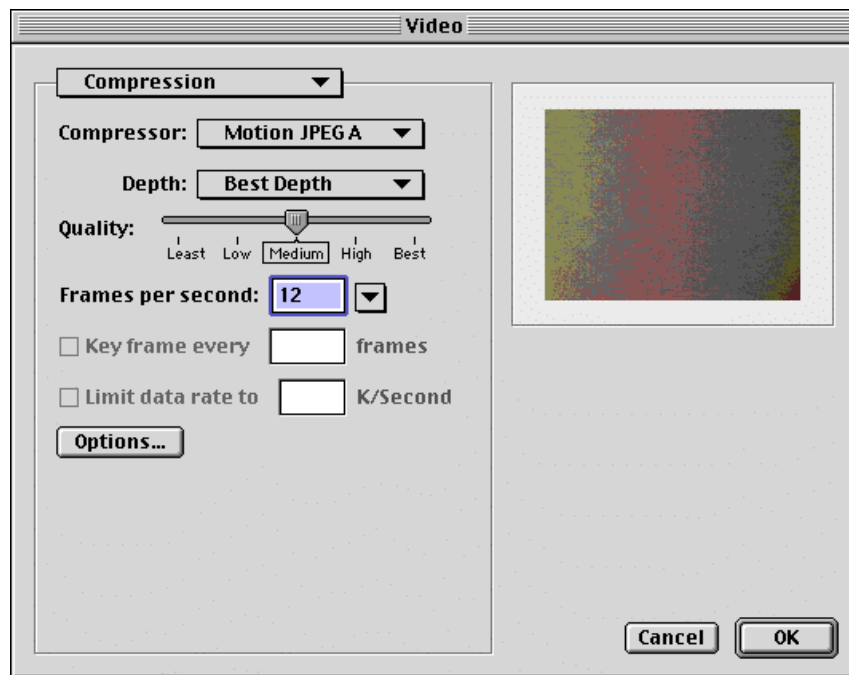 Video
Compression
Compressor: Motion JPEG A
Depth: Best Depth
Quality:
Least Low Medium High Best
Frames per second: 12
Key frame every frames
Limit data rate to K/Second
Options...
Cancel OK